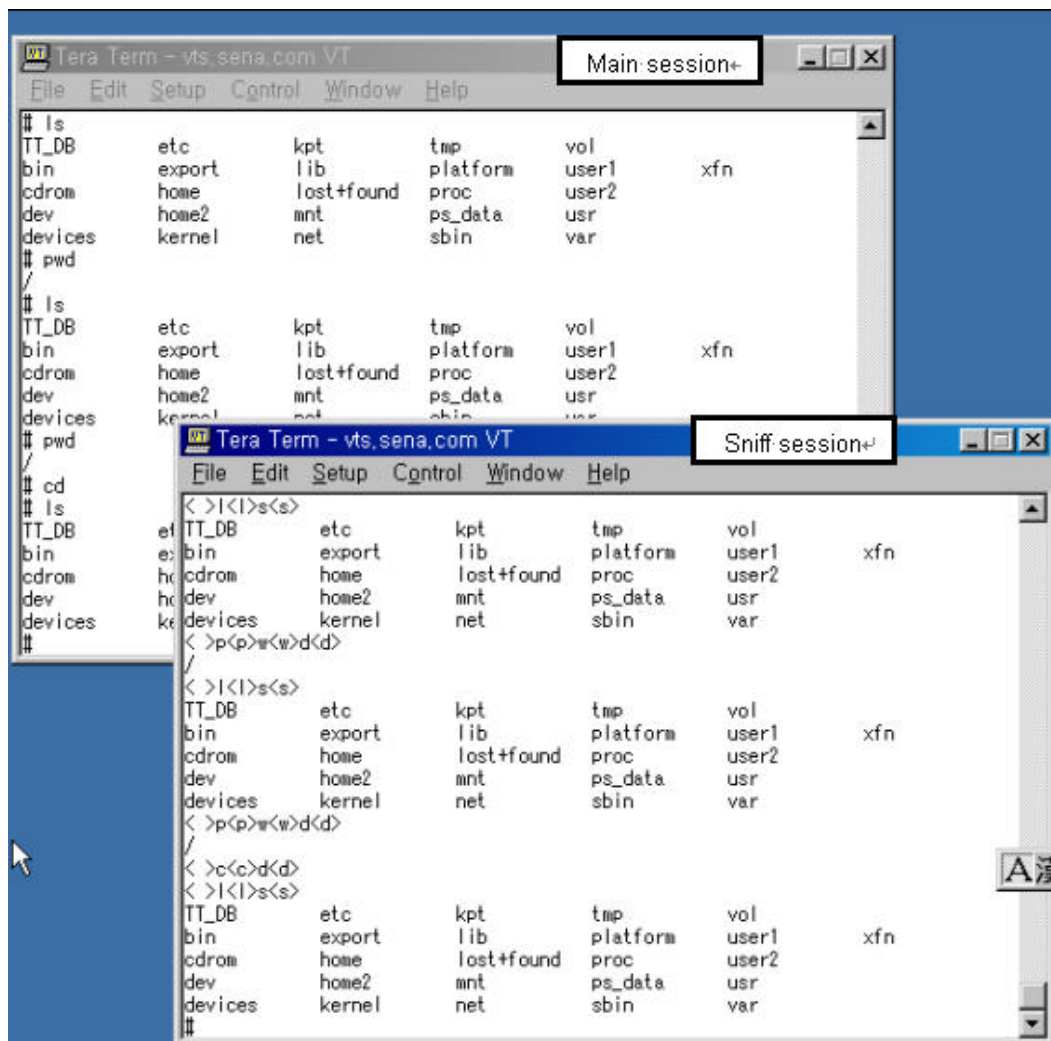 Tera Term - vts.sena.com VT
Main session
File Edit Setup Control Window Help
# ls
TT_DB etc kpt tmp vol
bin export lib platform user1 xfn
cdrom home lost+found proc user2
dev home2 mnt ps_data usr
devices kernel net sbin var
# pwd
/
# ls
TT_DB etc kpt tmp vol
bin export lib platform user1 xfn
cdrom home lost+found proc user2
dev home2 mnt ps_data usr
devices kernel net sbin var
# pwd
/
# cd
# ls
TT_DB
bin
cdrom
dev
devices
#
Tera Term - vts.sena.com VT
Sniff session
File Edit Setup Control Window Help
< >l<l>s<s>
TT_DB etc kpt tmp vol
bin export lib platform user1 xfn
cdrom home lost+found proc user2
dev home2 mnt ps_data usr
devices kernel net sbin var
< >p<p>w<w>d<d>
/
< >l<l>s<s>
TT_DB etc kpt tmp vol
bin export lib platform user1 xfn
cdrom home lost+found proc user2
dev home2 mnt ps_data usr
devices kernel net sbin var
< >p<p>w<w>d<d>
/
< >c<c>d<d>
< >l<l>s<s>
TT_DB etc kpt tmp vol
bin export lib platform user1 xfn
cdrom home lost+found proc user2
dev home2 mnt ps_data usr
devices kernel net sbin var
#
A